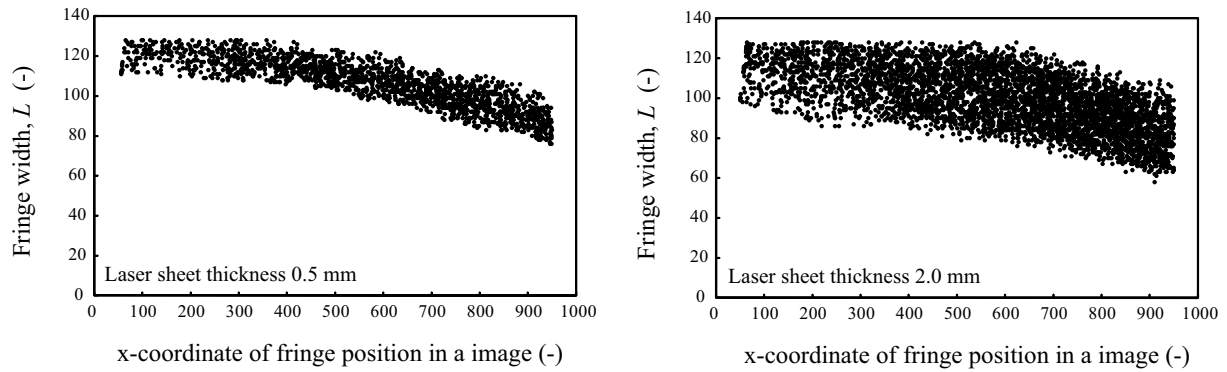 140
120
100
80
60
40
20
0
Fringe width, L (-)
Laser sheet thickness 0.5 mm
0 100 200 300 400 500 600 700 800 900 1000
x-coordinate of fringe position in a image (-)
140
120
100
80
60
40
20
0
Fringe width, L (-)
Laser sheet thickness 2.0 mm
0 100 200 300 400 500 600 700 800 900 1000
x-coordinate of fringe position in a image (-)